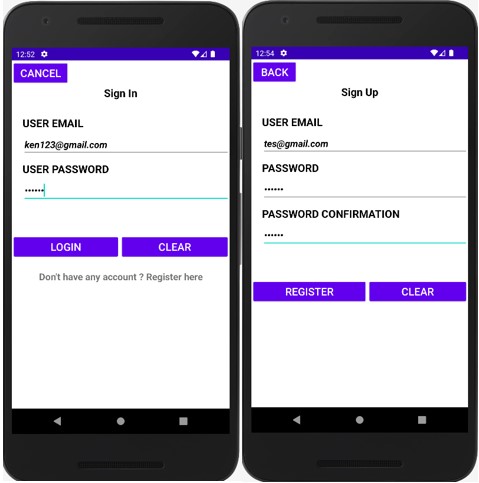 12:52
CANCEL
Sign In
USER EMAIL
ken123@gmail.com
USER PASSWORD
••••••
LOGIN CLEAR
Don't have any account ? Register here
12:54
BACK
Sign Up
USER EMAIL
tes@gmail.com
PASSWORD
••••••
PASSWORD CONFIRMATION
••••••
REGISTER CLEAR